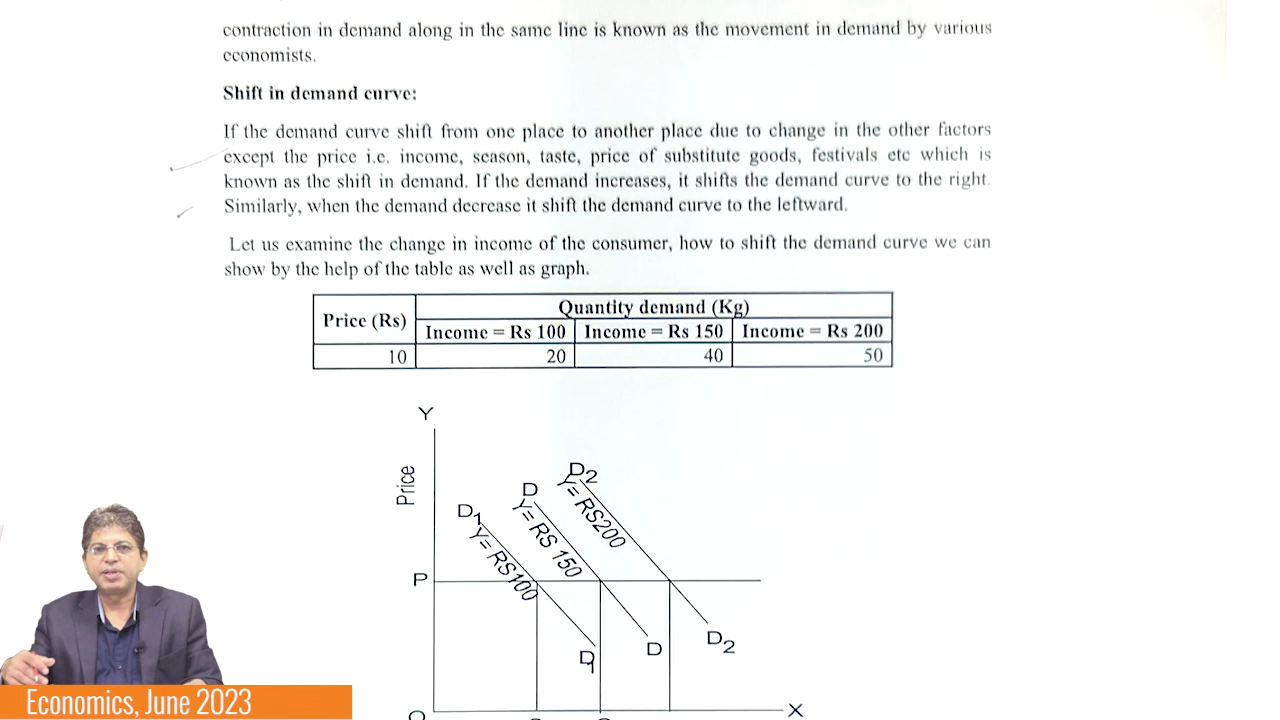 contraction in demand along in the same line is known as the movement in demand by various
economists.
Shift in demand curve:
If the demand curve shift from one place to another place due to change in the other factors
except the price i.e. income, season, taste, price of substitute goods, festivals etc which is
known as the shift in demand. If the demand increases, it shifts the demand curve to the right.
Similarly, when the demand decrease it shift the demand curve to the leftward.
Let us examine the change in income of the consumer, how to shift the demand curve we can
show by the help of the table as well as graph.
Price (Rs) Quantity demand (Kg)
Income = Rs 100 Income = Rs 150 Income = Rs 200
10 20 40 50
Y
Price
D2
Y= RS200
D
Y= RS 150
D1
Y= RS100
P
D1
D
D2
X
Economics, June 2023